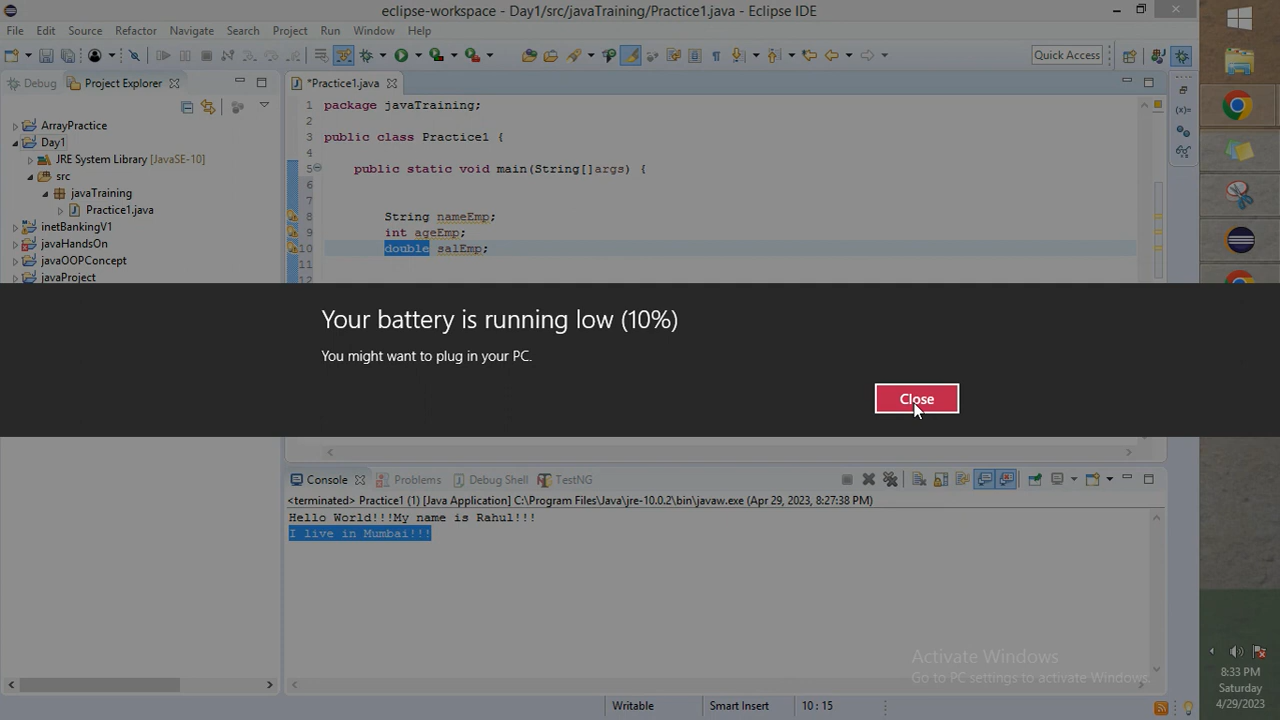 eclipse-workspace - Day1/src/javaTraining/Practice1.java - Eclipse IDE
File Edit Source Refactor Navigate Search Project Run Window Help
Quick Access
Debug Project Explorer
*Practice1.java
ArrayPractice
Day1
JRE System Library [JavaSE-10]
src
javaTraining
Practice1.java
inetBankingV1
javaHandsOn
javaOOPConcept
javaProject
1 package javaTraining;
2
3 public class Practice1 {
4
5 public static void main(String[]args) {
6
7
8 String nameEmp;
9 int ageEmp;
10 double salEmp;
11
12
(x)=
Your battery is running low (10%)
You might want to plug in your PC.
Close
Console Problems Debug Shell TestNG
<terminated> Practice1 (1) [Java Application] C:\Program Files\Java\jre-10.0.2\bin\javaw.exe (Apr 29, 2023, 8:27:38 PM)
Hello World!!!My name is Rahul!!!
I live in Mumbai!!!
Activate Windows
Go to PC settings to activate Windows.
Writable Smart Insert 10 : 15
8:33 PM
Saturday
4/29/2023